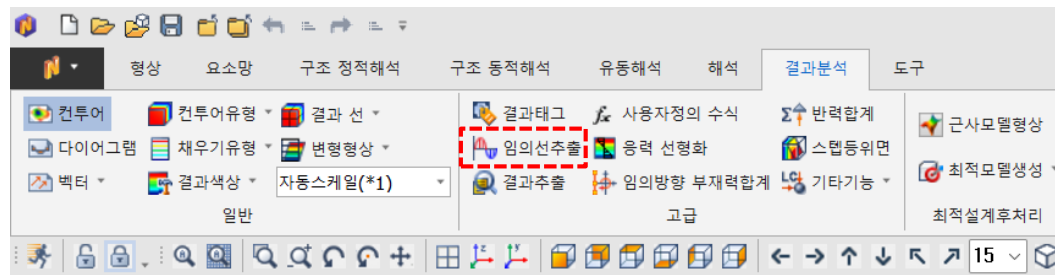 형상 요소망 구조 정적해석 구조 동적해석 유동해석 해석 결과분석 도구
컨투어 컨투어유형 결과 선 결과태그 fx 사용자정의 수식 Σ 반력합계 근사모델형상
다이어그램 채우기유형 변형형상 임의선추출 응력 선형화 스텝등위면
벡터 결과색상 자동스케일(*1) 결과추출 임의방향 부재력합계 LC 기타기능 최적모델생성
일반 고급 최적설계후처리
15